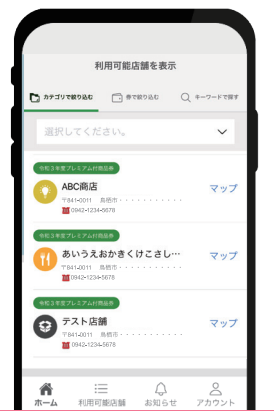 利用可能店舗を表示
カテゴリで絞り込む 券で絞り込む キーワードで探す
選択してください。
令和3年度プレミアム付商品券
ABC商店 マップ
〒841-0011 鳥栖市・・・・・・・・・・
☎0942-1234-5678
令和3年度プレミアム付商品券
あいうえおかきくけこさし… マップ
〒841-0011 鳥栖市・・・・・・・・・・
☎0942-1234-5678
令和3年度プレミアム付商品券
テスト店舗 マップ
〒841-0011 鳥栖市・・・・・・・・・・
☎0942-1234-5678
ホーム 利用可能店舗 お知らせ アカウント